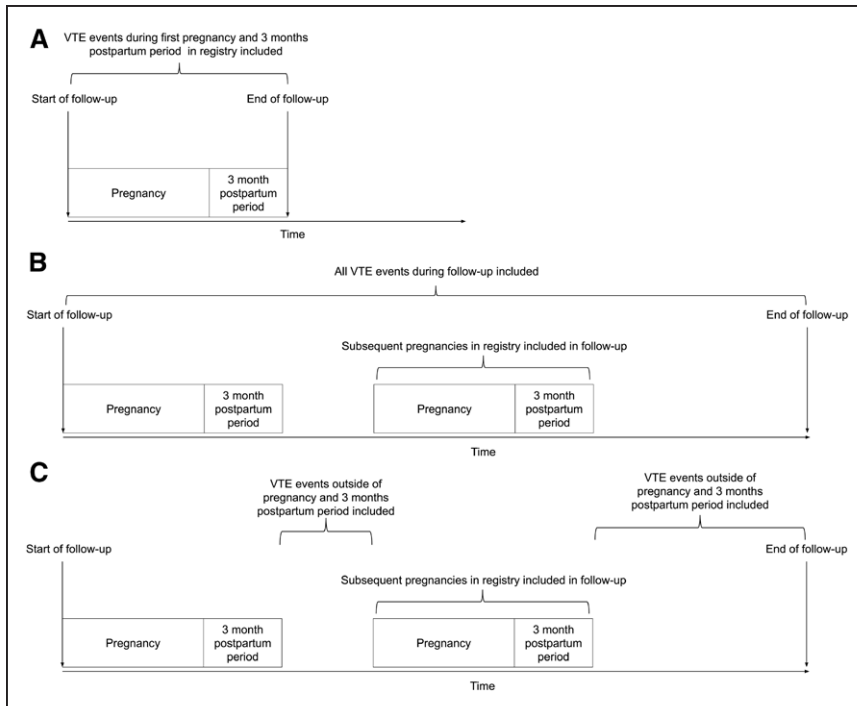 A
VTE events during first pregnancy and 3 months
postpartum period in registry included
Start of follow-up
End of follow-up
Pregnancy
3 month
postpartum
period
Time
B
All VTE events during follow-up included
Start of follow-up
End of follow-up
Subsequent pregnancies in registry included in follow-up
Pregnancy
3 month
postpartum
period
Pregnancy
3 month
postpartum
period
Time
C
VTE events outside of
pregnancy and 3 months
postpartum period included
VTE events outside of
pregnancy and 3 months
postpartum period included
Start of follow-up
End of follow-up
Subsequent pregnancies in registry included in follow-up
Pregnancy
3 month
postpartum
period
Pregnancy
3 month
postpartum
period
Time